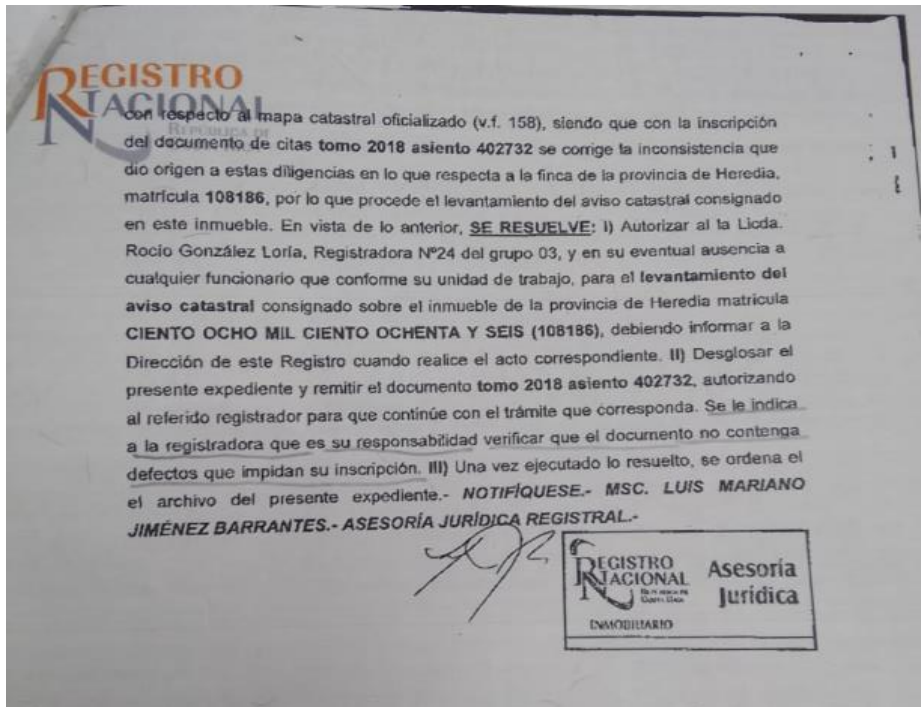 REGISTRO
NACIONAL
REPÚBLICA DE
con respecto al mapa catastral oficializado (v.f. 158), siendo que con la inscripción
del documento de citas tomo 2018 asiento 402732 se corrige la inconsistencia que
dio origen a estas diligencias en lo que respecta a la finca de la provincia de Heredia,
matrícula 108186, por lo que procede el levantamiento del aviso catastral consignado
en este inmueble. En vista de lo anterior, SE RESUELVE: I) Autorizar al la Licda.
Rocío González Loría, Registradora Nº24 del grupo 03, y en su eventual ausencia a
cualquier funcionario que conforme su unidad de trabajo, para el levantamiento del
aviso catastral consignado sobre el inmueble de la provincia de Heredia matricula
CIENTO OCHO MIL CIENTO OCHENTA Y SEIS (108186), debiendo informar a la
Dirección de este Registro cuando realice el acto correspondiente. II) Desglosar el
presente expediente y remitir el documento tomo 2018 asiento 402732, autorizando
al referido registrador para que continúe con el trámite que corresponda. Se le indica
a la registradora que es su responsabilidad verificar que el documento no contenga
defectos que impidan su inscripción. III) Una vez ejecutado lo resuelto, se ordena el
el archivo del presente expediente.- NOTIFÍQUESE.- MSC. LUIS MARIANO
JIMÉNEZ BARRANTES.- ASESORÍA JURÍDICA REGISTRAL.-
REGISTRO
NACIONAL
REPÚBLICA DE
COSTA RICA
INMOBILIARIO
Asesoría
Jurídica